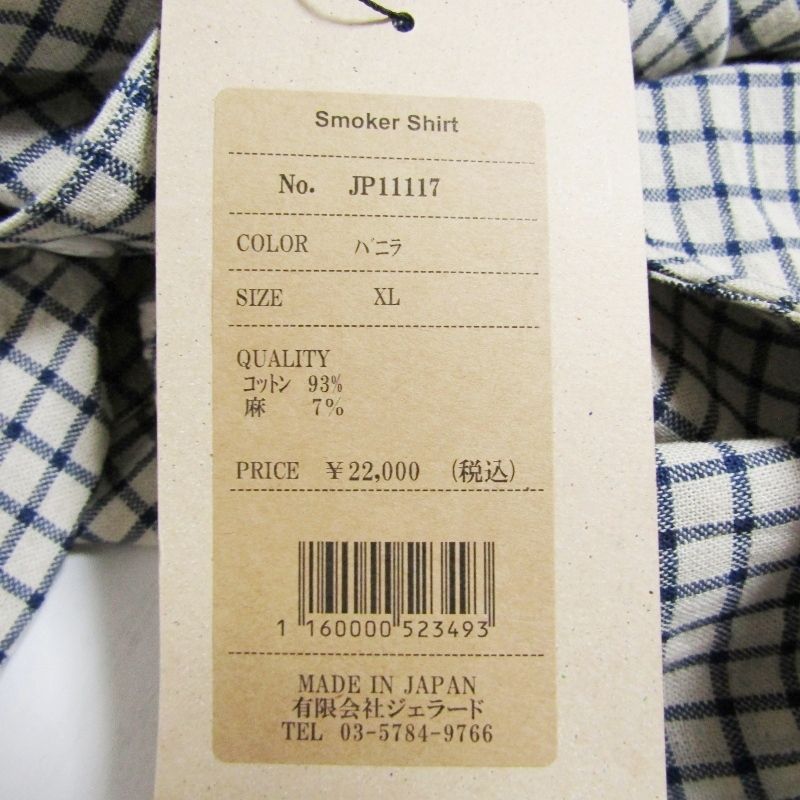 Smoker Shirt
No. JP11117
COLOR バニラ
SIZE XL
QUALITY
コットン 93%
麻 7%
PRICE ¥22,000 (税込)
1 160000 523493
MADE IN JAPAN
有限会社ジェラード
TEL 03-5784-9766